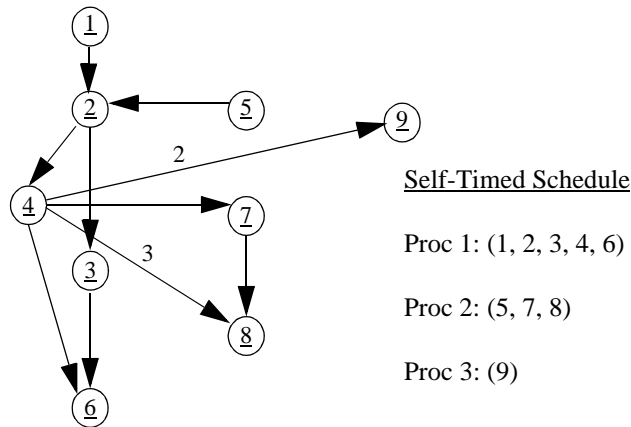 1
2
5
9
2
Self-Timed Schedule
4
7
Proc 1: (1, 2, 3, 4, 6)
3
3
Proc 2: (5, 7, 8)
8
Proc 3: (9)
6